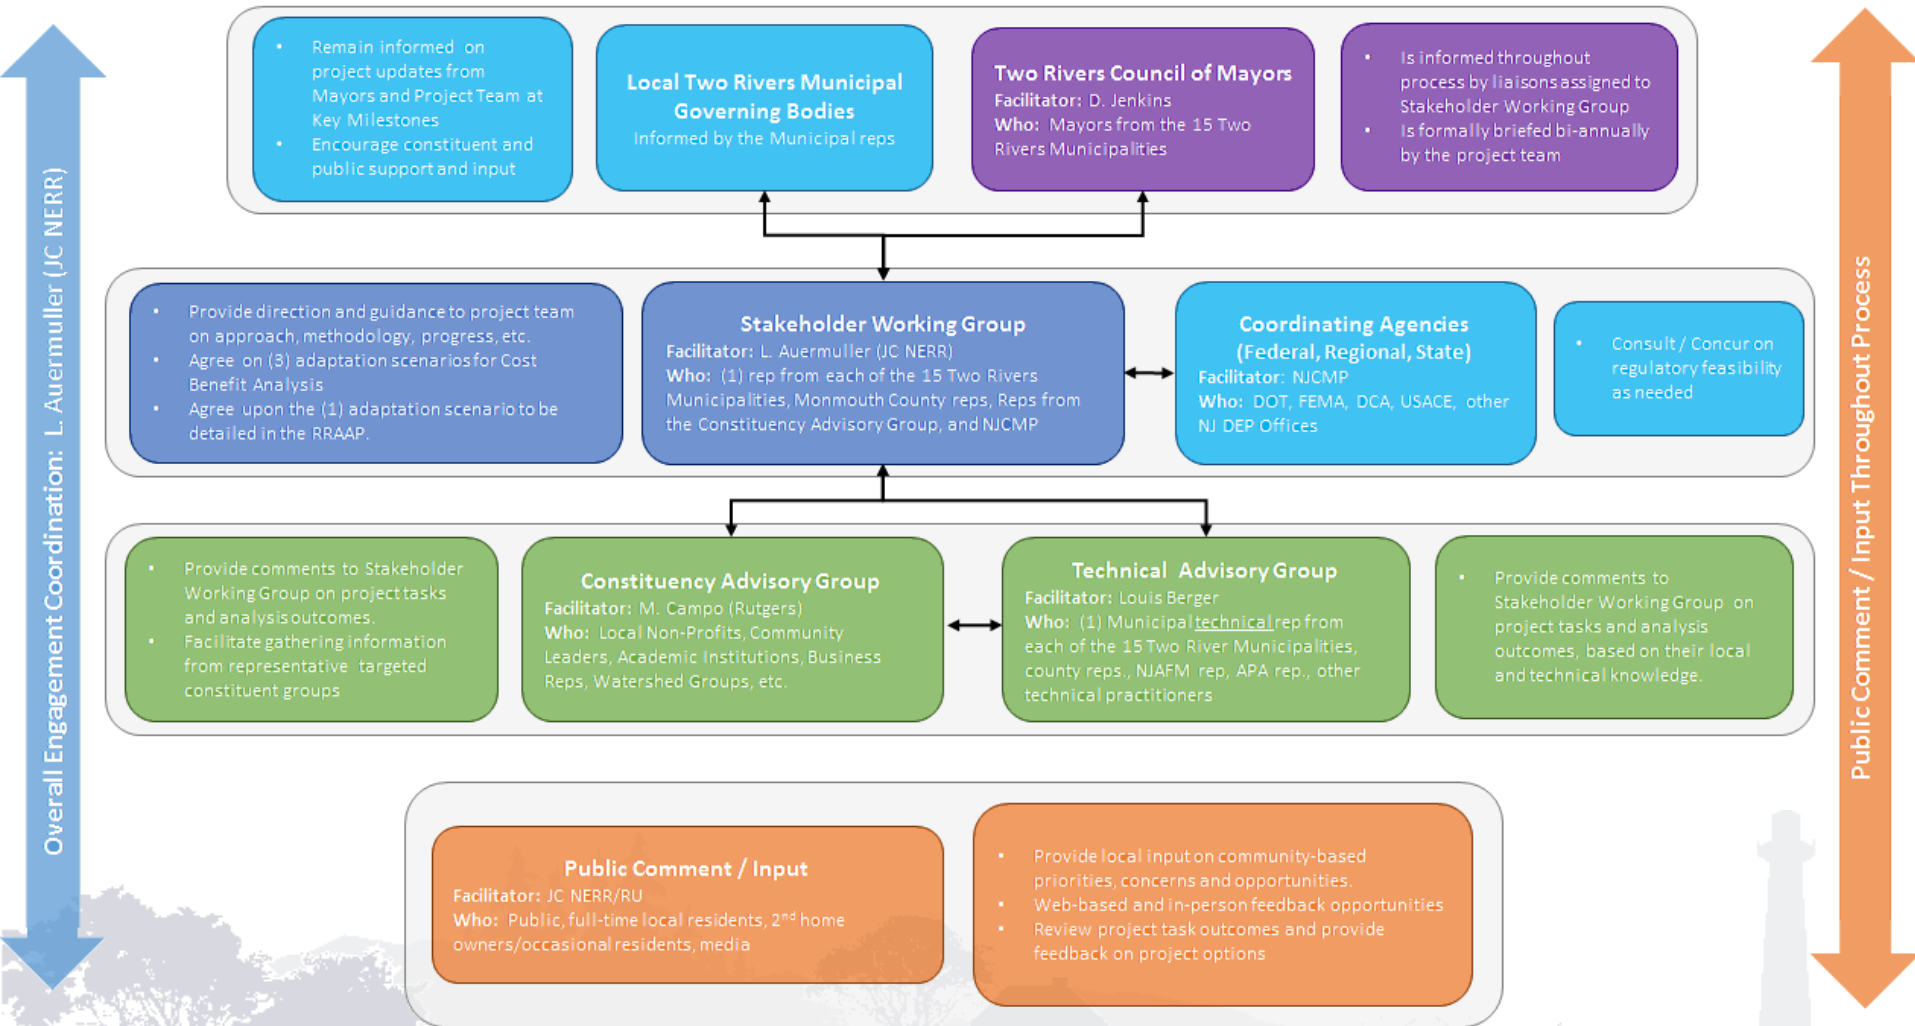 Overall Engagement Coordination: L. Auermuller (JC NERR)
• Remain informed on
project updates from
Mayors and Project Team at
Key Milestones
• Encourage constituent and
public support and input
Local Two Rivers Municipal
Governing Bodies
Informed by the Municipal reps
Two Rivers Council of Mayors
Facilitator: D. Jenkins
Who: Mayors from the 15 Two
Rivers Municipalities
• Is informed throughout
process by liaisons assigned to
Stakeholder Working Group
• Is formally briefed bi-annually
by the project team
• Provide direction and guidance to project team
on approach, methodology, progress, etc.
• Agree on (3) adaptation scenarios for Cost
Benefit Analysis
• Agree upon the (1) adaptation scenario to be
detailed in the RRAAP.
Stakeholder Working Group
Facilitator: L. Auermuller (JC NERR)
Who: (1) rep from each of the 15 Two Rivers
Municipalities, Monmouth County reps, Reps from
the Constituency Advisory Group, and NJCMP
Coordinating Agencies
(Federal, Regional, State)
Facilitator: NJCMP
Who: DOT, FEMA, DCA, USACE, other
NJ DEP Offices
• Consult / Concur on
regulatory feasibility
as needed
• Provide comments to Stakeholder
Working Group on project tasks
and analysis outcomes.
• Facilitate gathering information
from representative targeted
constituent groups
Constituency Advisory Group
Facilitator: M. Campo (Rutgers)
Who: Local Non-Profits, Community
Leaders, Academic Institutions, Business
Reps, Watershed Groups, etc.
Technical Advisory Group
Facilitator: Louis Berger
Who: (1) Municipal technical rep from
each of the 15 Two River Municipalities,
county reps., NJAFM rep, APA rep., other
technical practitioners
• Provide comments to
Stakeholder Working Group on
project tasks and analysis
outcomes, based on their local
and technical knowledge.
Public Comment / Input
Facilitator: JC NERR/RU
Who: Public, full-time local residents, 2nd home
owners/occasional residents, media
• Provide local input on community-based
priorities, concerns and opportunities.
• Web-based and in-person feedback opportunities
• Review project task outcomes and provide
feedback on project options
Public Comment / Input Throughout Process